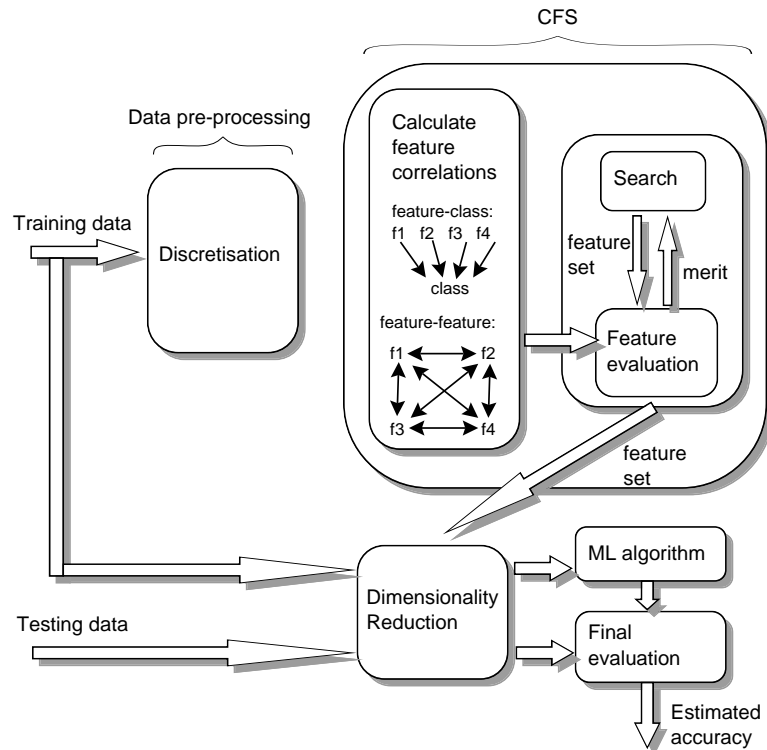 CFS
Data pre-processing
Calculate
feature
correlations
feature-class:
f1 f2 f3 f4
class
feature-feature:
f1 f2
f3 f4
Search
feature
set
merit
Feature
evaluation
Training data
Discretisation
feature
set
ML algorithm
Dimensionality
Reduction
Testing data
Final
evaluation
Estimated
accuracy